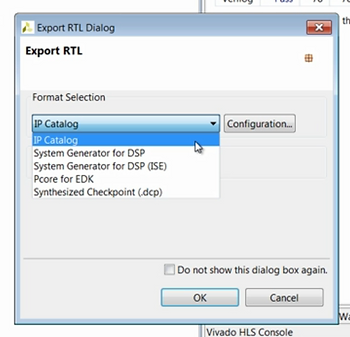 Verilog Pass
Export RTL Dialog
Export RTL
Format Selection
IP Catalog
Configuration...
IP Catalog
System Generator for DSP
System Generator for DSP (ISE)
Pcore for EDK
Synthesized Checkpoint (.dcp)
Do not show this dialog box again.
OK
Cancel
Vivado HLS Console